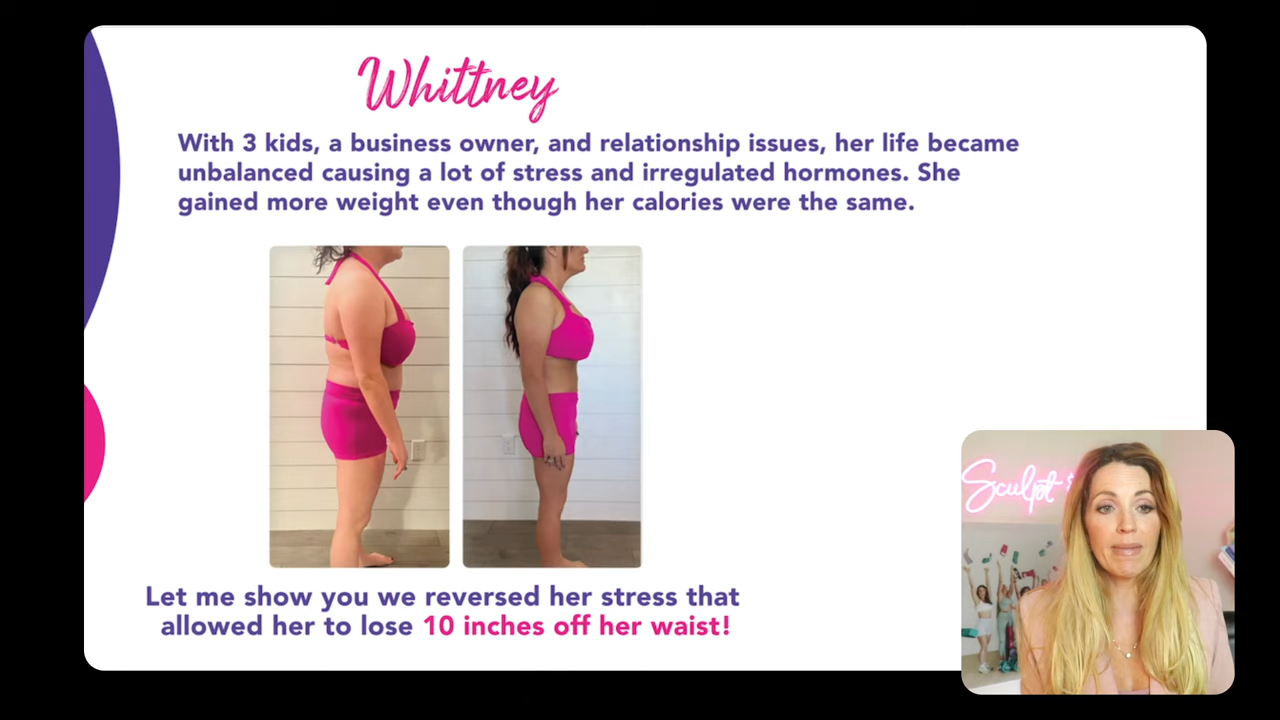 Whittney
With 3 kids, a business owner, and relationship issues, her life became
unbalanced causing a lot of stress and irregulated hormones. She
gained more weight even though her calories were the same.
Let me show you we reversed her stress that
allowed her to lose 10 inches off her waist!
Sculpt